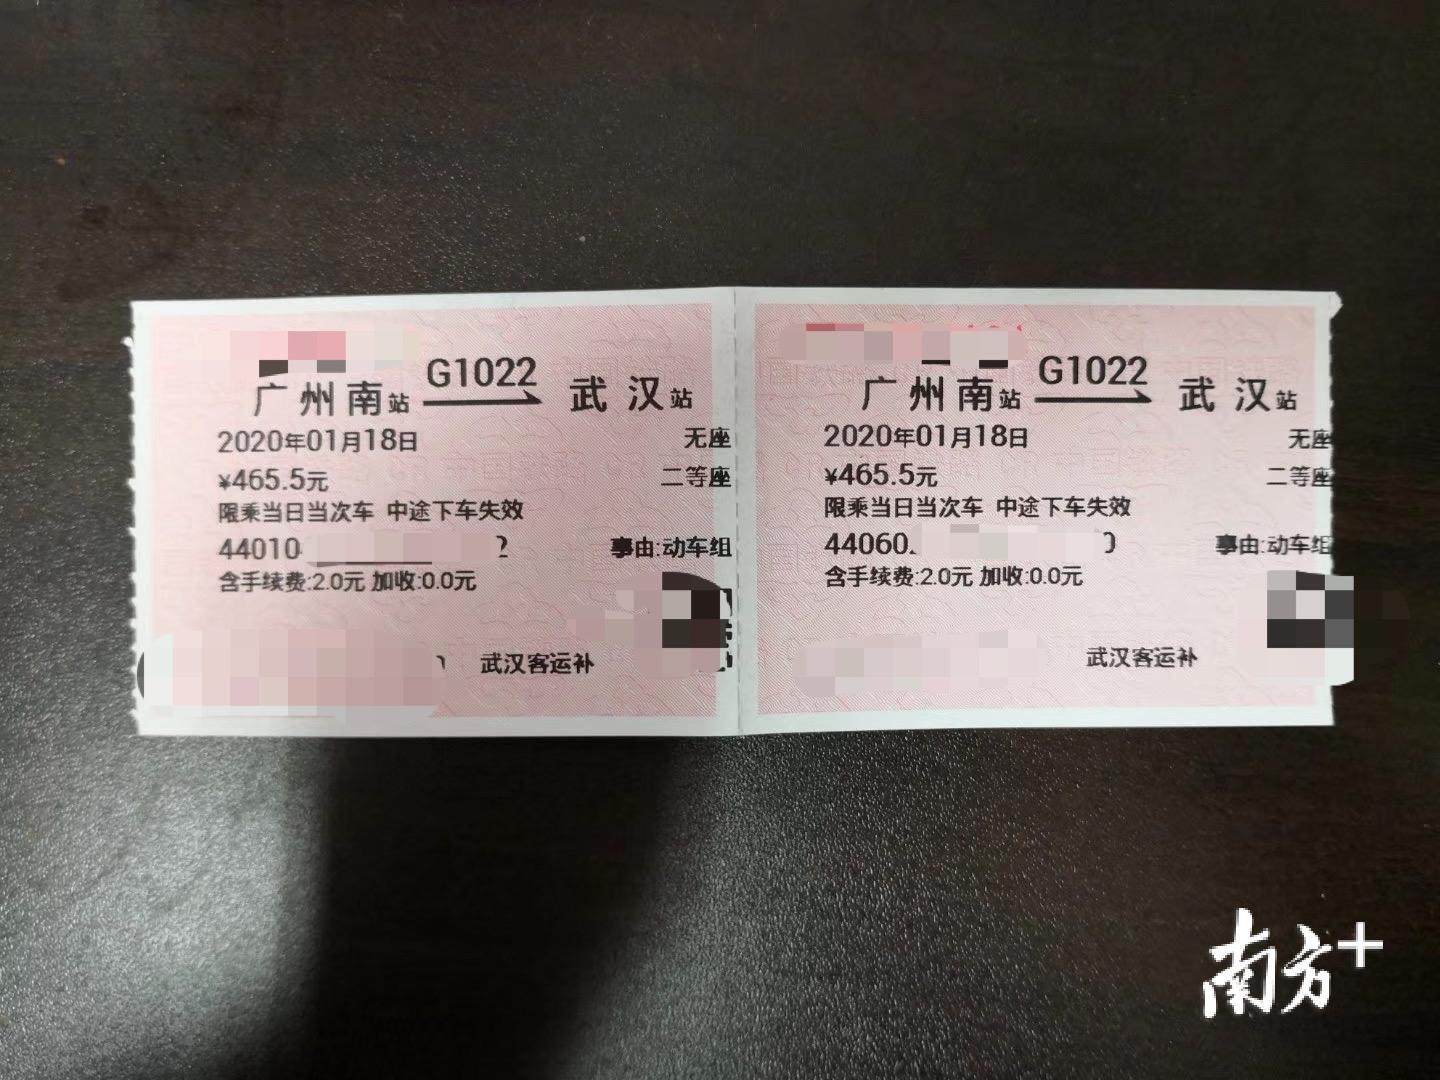 广州南站 G1022 武汉站
2020年01月18日 无座
¥465.5元 二等座
限乘当日当次车 中途下车失效
44010 2 事由:动车组
含手续费:2.0元 加收:0.0元
武汉客运补
广州南站 G1022 武汉站
2020年01月18日 无座
¥465.5元 二等座
限乘当日当次车 中途下车失效
44060 0 事由:动车组
含手续费:2.0元 加收:0.0元
武汉客运补
南方+